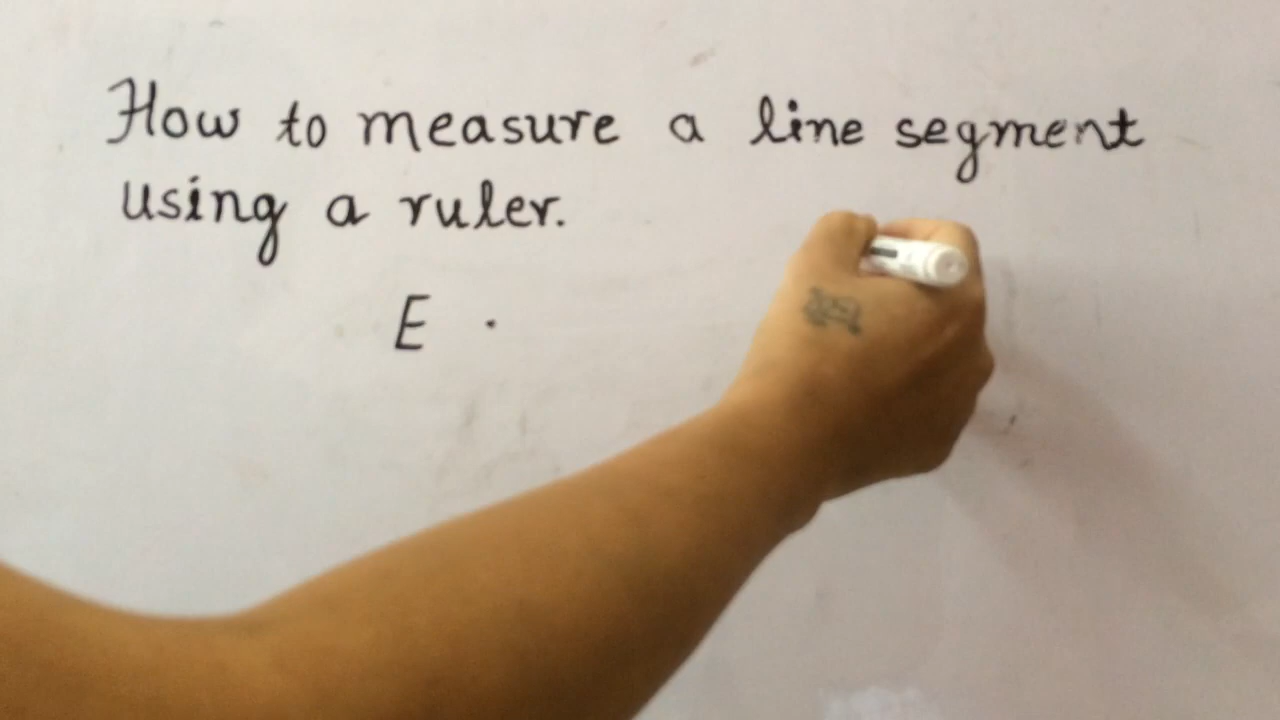 How to measure a line segment
using a ruler.
E .